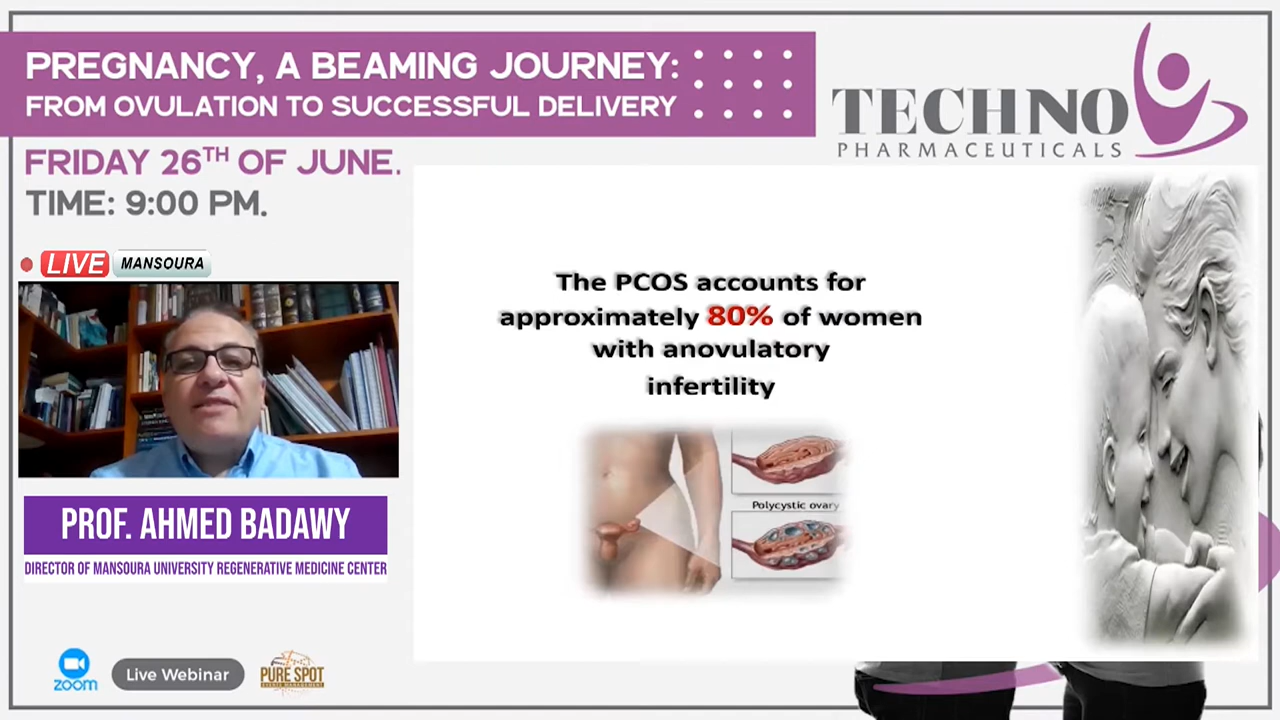 PREGNANCY, A BEAMING JOURNEY:
FROM OVULATION TO SUCCESSFUL DELIVERY
TECHNO
PHARMACEUTICALS
FRIDAY 26TH OF JUNE.
TIME: 9:00 PM.
LIVE MANSOURA
The PCOS accounts for
approximately 80% of women
with anovulatory
infertility
Polycystic ovary
PROF. AHMED BADAWY
DIRECTOR OF MANSOURA UNIVERSITY REGENERATIVE MEDICINE CENTER
zoom
Live Webinar
PURE SPOT
EVENTS MANAGEMENT